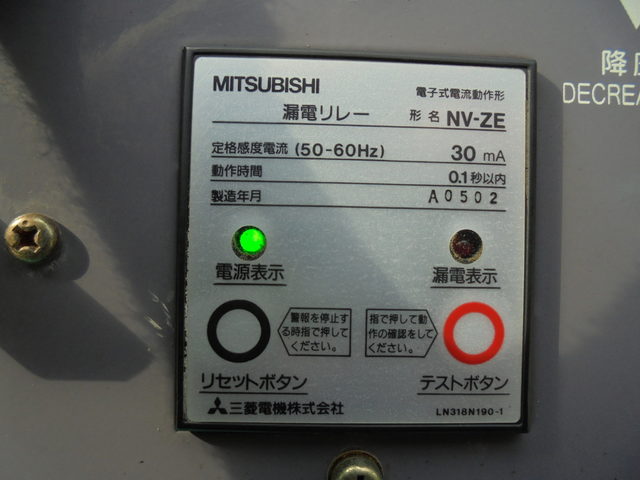 MITSUBISHI 電子式電流動作形
漏電リレー 形名 NV-ZE
定格感度電流 (50-60Hz) 30 mA
動作時間 0.1秒以内
製造年月 A0502
電源表示 漏電表示
警報を停止す
る時指で押して
ください。
指で押して動
作の確認をして
ください。
リセットボタン テストボタン
三菱電機株式会社 LN318N190-1
降
DECREA